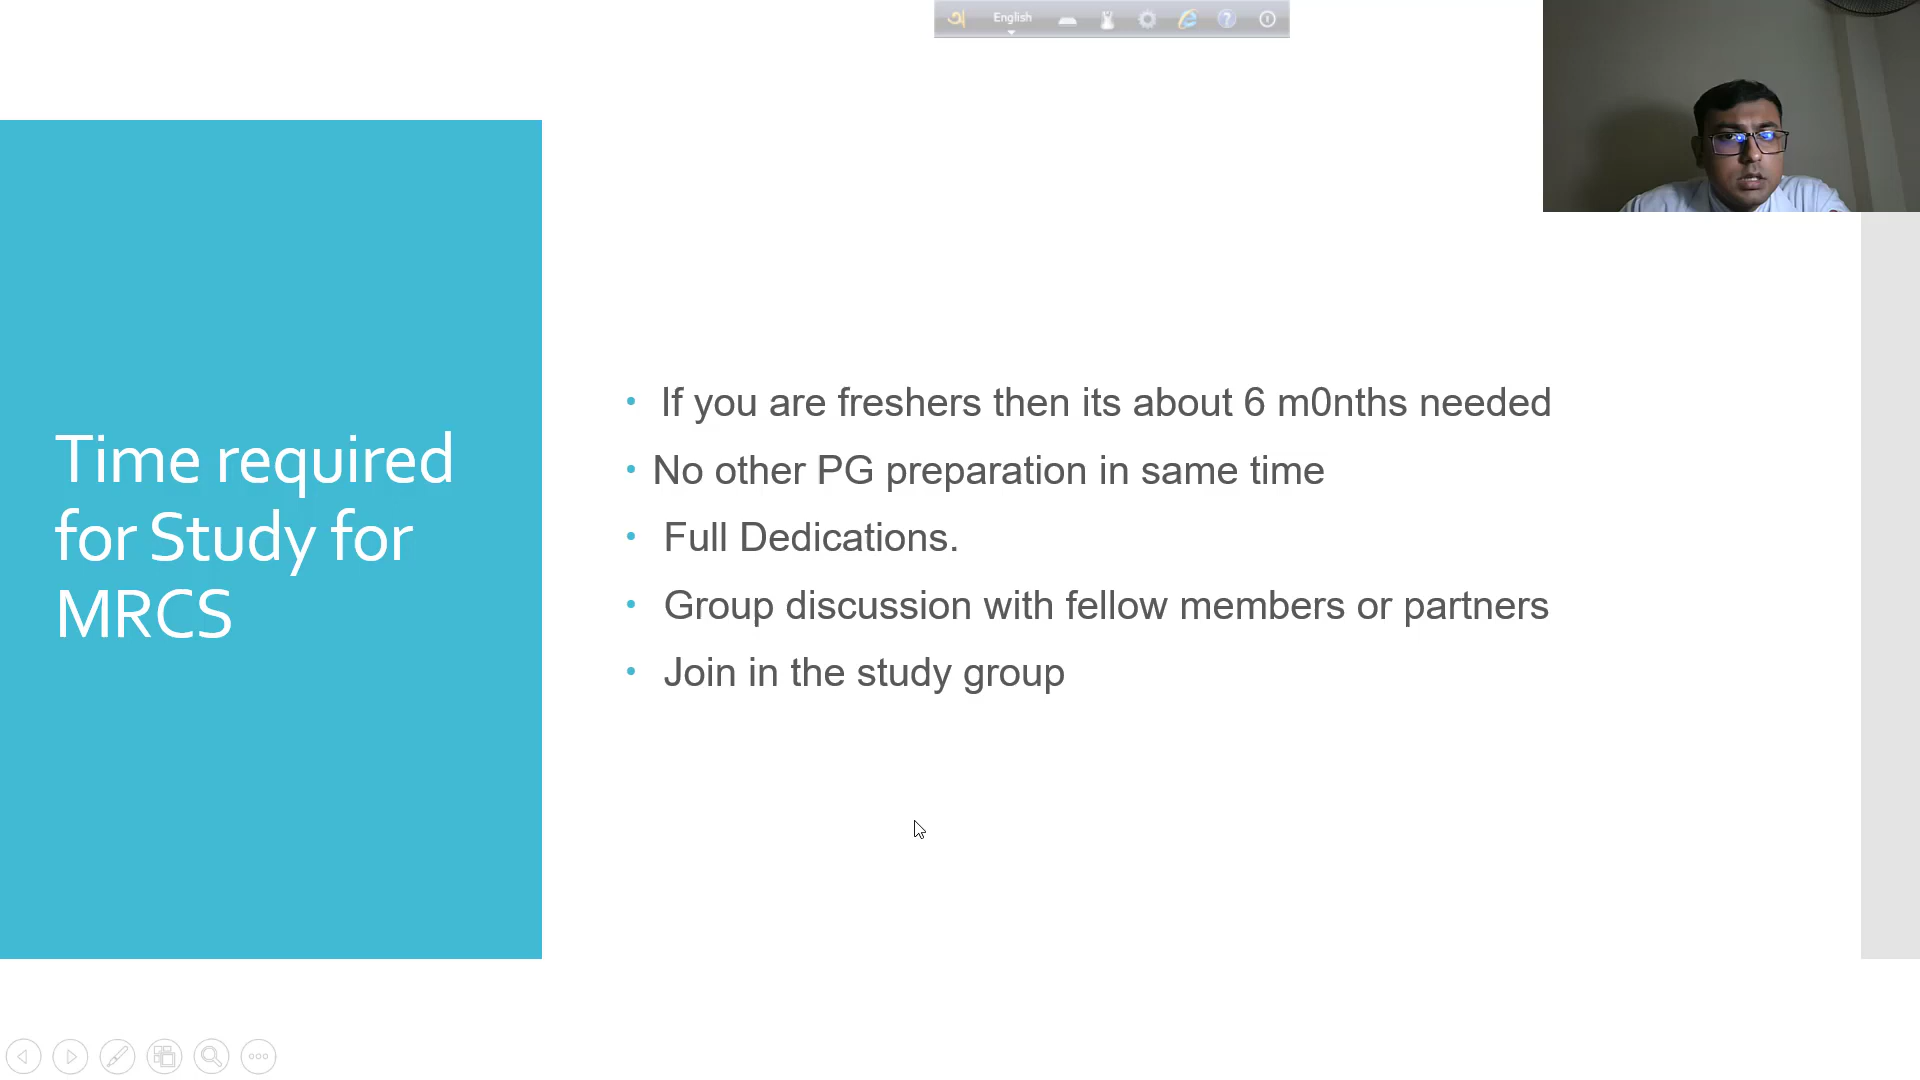 English
Time required
for Study for
MRCS
If you are freshers then its about 6 m0nths needed
No other PG preparation in same time
Full Dedications.
Group discussion with fellow members or partners
Join in the study group